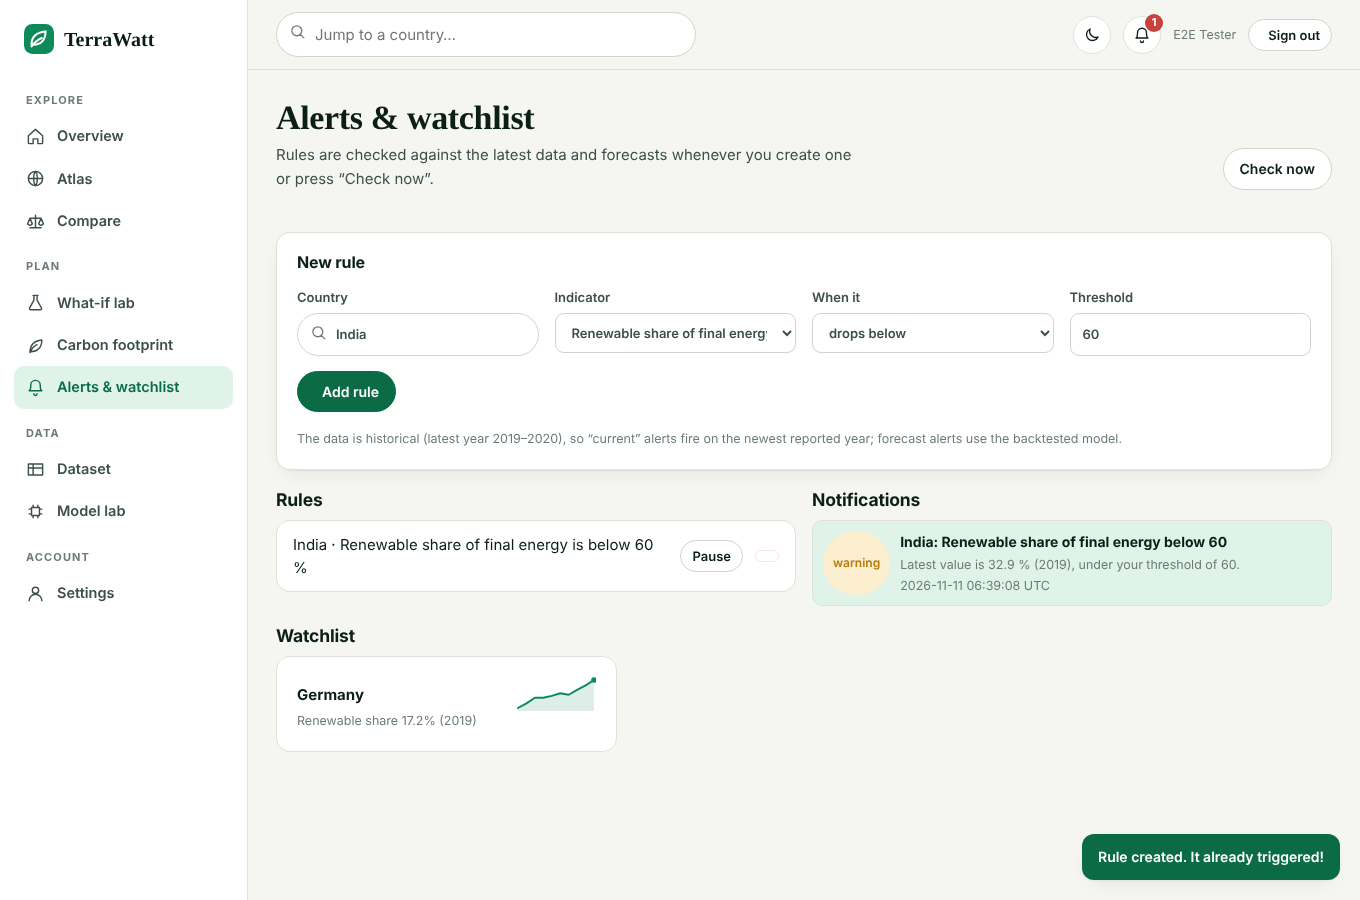 TerraWatt
Jump to a country...
1
E2E Tester
Sign out
EXPLORE
Overview
Atlas
Compare
PLAN
What-if lab
Carbon footprint
Alerts & watchlist
DATA
Dataset
Model lab
ACCOUNT
Settings
Alerts & watchlist
Rules are checked against the latest data and forecasts whenever you create one
or press “Check now”.
Check now
New rule
Country
Indicator
When it
Threshold
India
Renewable share of final energy
drops below
60
Add rule
The data is historical (latest year 2019–2020), so “current” alerts fire on the newest reported year; forecast alerts use the backtested model.
Rules
India · Renewable share of final energy is below 60
%
Pause
Notifications
warning
India: Renewable share of final energy below 60
Latest value is 32.9 % (2019), under your threshold of 60.
2026-11-11 06:39:08 UTC
Watchlist
Germany
Renewable share 17.2% (2019)
Rule created. It already triggered!